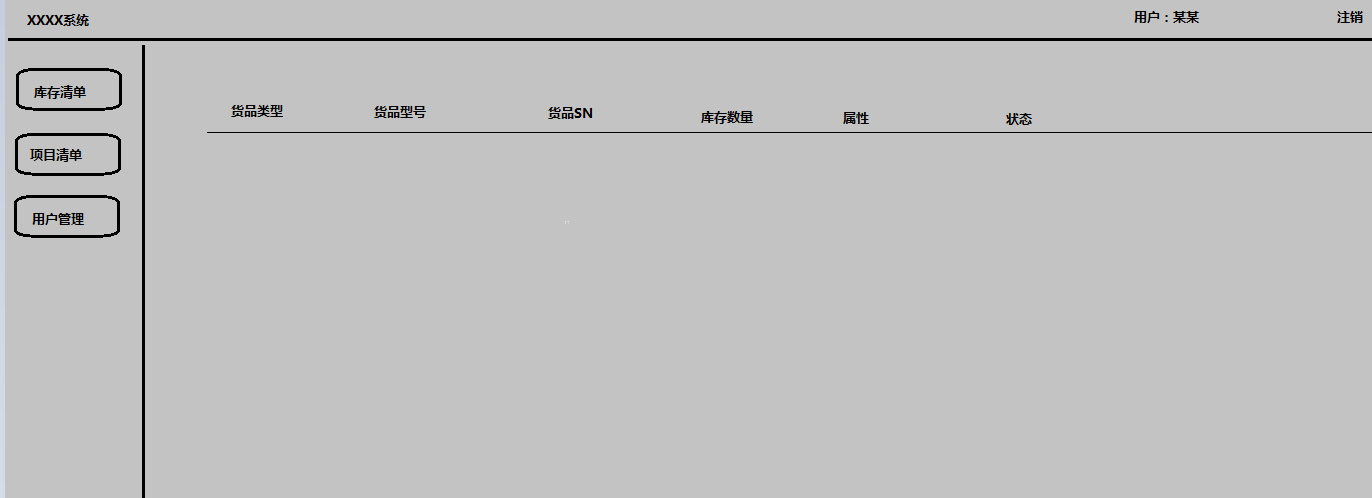 XXXX系统
用户：某某
注销
库存清单
项目清单
用户管理
货品类型 货品型号 货品SN 库存数量 属性 状态